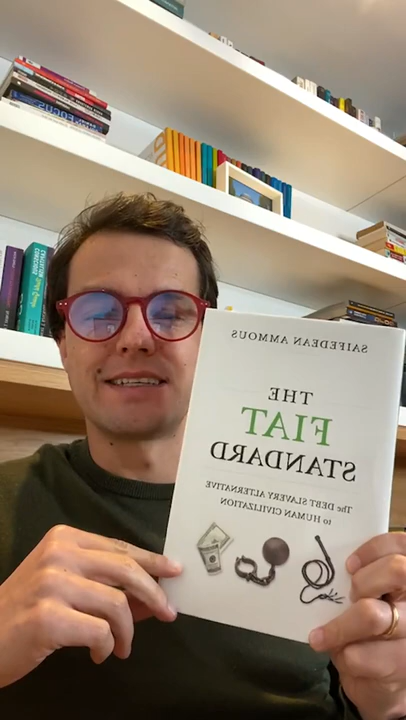 SAIFEDEAN AMMOUS
THE
FIAT
STANDARD
The DEBT SLAVERY ALTERNATIVE
to HUMAN CIVILIZATION